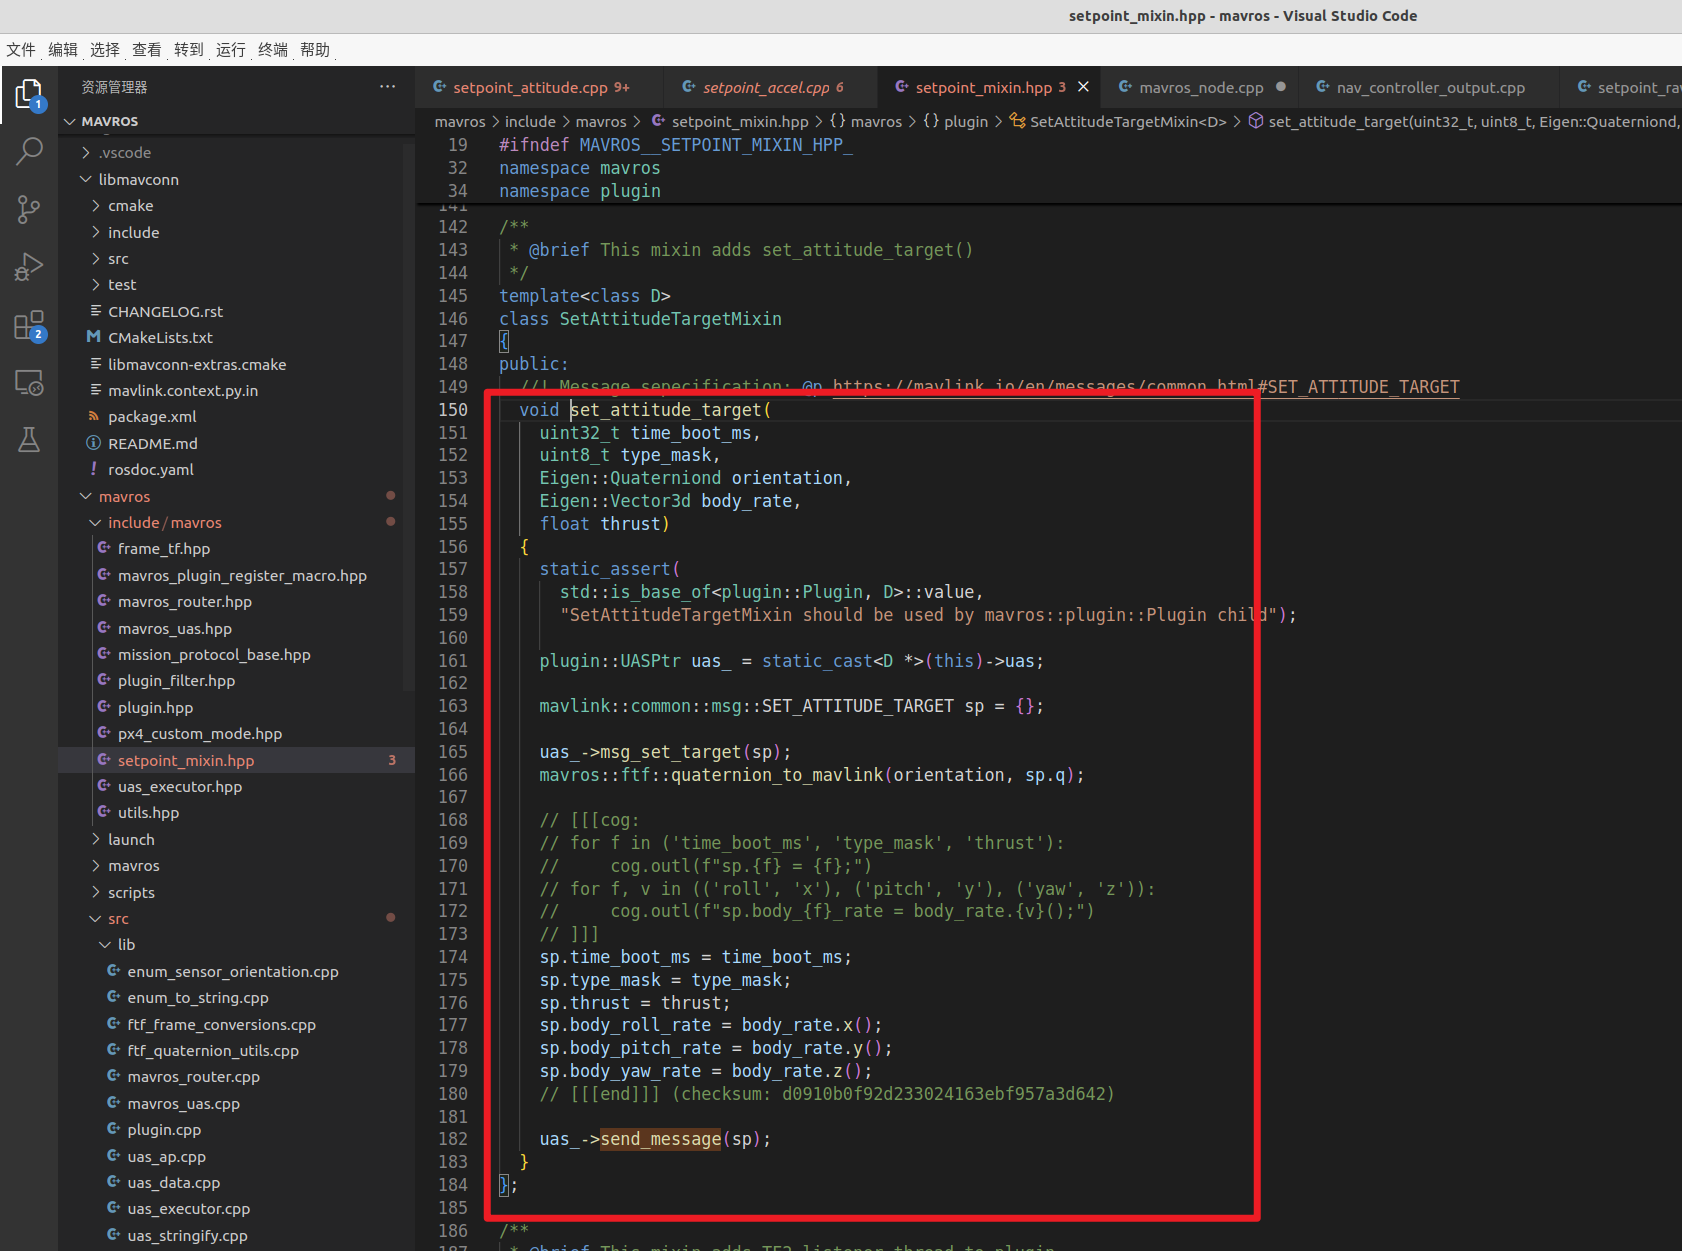 setpoint_mixin.hpp - mavros - Visual Studio Code
文件 编辑 选择 查看 转到 运行 终端 帮助
资源管理器 ···
setpoint_attitude.cpp 9+
setpoint_accel.cpp 6
setpoint_mixin.hpp 3
mavros_node.cpp
nav_controller_output.cpp
1
2
MAVROS
.vscode
libmavconn
cmake
include
src
test
CHANGELOG.rst
CMakeLists.txt
libmavconn-extras.cmake
mavlink.context.py.in
package.xml
README.md
rosdoc.yaml
mavros
include/mavros
frame_tf.hpp
mavros_plugin_register_macro.hpp
mavros_router.hpp
mavros_uas.hpp
mission_protocol_base.hpp
plugin_filter.hpp
plugin.hpp
px4_custom_mode.hpp
setpoint_mixin.hpp 3
uas_executor.hpp
utils.hpp
launch
mavros
scripts
src
lib
enum_sensor_orientation.cpp
enum_to_string.cpp
ftf_frame_conversions.cpp
ftf_quaternion_utils.cpp
mavros_router.cpp
mavros_uas.cpp
plugin.cpp
uas_ap.cpp
uas_data.cpp
uas_executor.cpp
uas_stringify.cpp
mavros > include > mavros > setpoint_mixin.hpp > {} mavros > {} plugin > SetAttitudeTargetMixin<D> > set_attitude_target(uint32_t, uint8_t, Eigen::Quaterniond,
19 #ifndef MAVROS__SETPOINT_MIXIN_HPP_
32 namespace mavros
34 namespace plugin
141
142 /**
143 * @brief This mixin adds set_attitude_target()
144 */
145 template<class D>
146 class SetAttitudeTargetMixin
147 {
148 public:
149 //! Message sepecification: @p https://mavlink.io/en/messages/common.html#SET_ATTITUDE_TARGET
150 void set_attitude_target(
151 uint32_t time_boot_ms,
152 uint8_t type_mask,
153 Eigen::Quaterniond orientation,
154 Eigen::Vector3d body_rate,
155 float thrust)
156 {
157 static_assert(
158 std::is_base_of<plugin::Plugin, D>::value,
159 "SetAttitudeTargetMixin should be used by mavros::plugin::Plugin child");
160
161 plugin::UASPtr uas_ = static_cast<D *>(this)->uas;
162
163 mavlink::common::msg::SET_ATTITUDE_TARGET sp = {};
164
165 uas_->msg_set_target(sp);
166 mavros::ftf::quaternion_to_mavlink(orientation, sp.q);
167
168 // [[[cog:
169 // for f in ('time_boot_ms', 'type_mask', 'thrust'):
170 // cog.outl(f"sp.{f} = {f};")
171 // for f, v in (('roll', 'x'), ('pitch', 'y'), ('yaw', 'z')):
172 // cog.outl(f"sp.body_{f}_rate = body_rate.{v}();")
173 // ]]]
174 sp.time_boot_ms = time_boot_ms;
175 sp.type_mask = type_mask;
176 sp.thrust = thrust;
177 sp.body_roll_rate = body_rate.x();
178 sp.body_pitch_rate = body_rate.y();
179 sp.body_yaw_rate = body_rate.z();
180 // [[[end]]] (checksum: d0910b0f92d233024163ebf957a3d642)
181
182 uas_->send_message(sp);
183 }
184 };
185
186 /**
187 * @brief This mixin adds TF2 listener thread to plugin